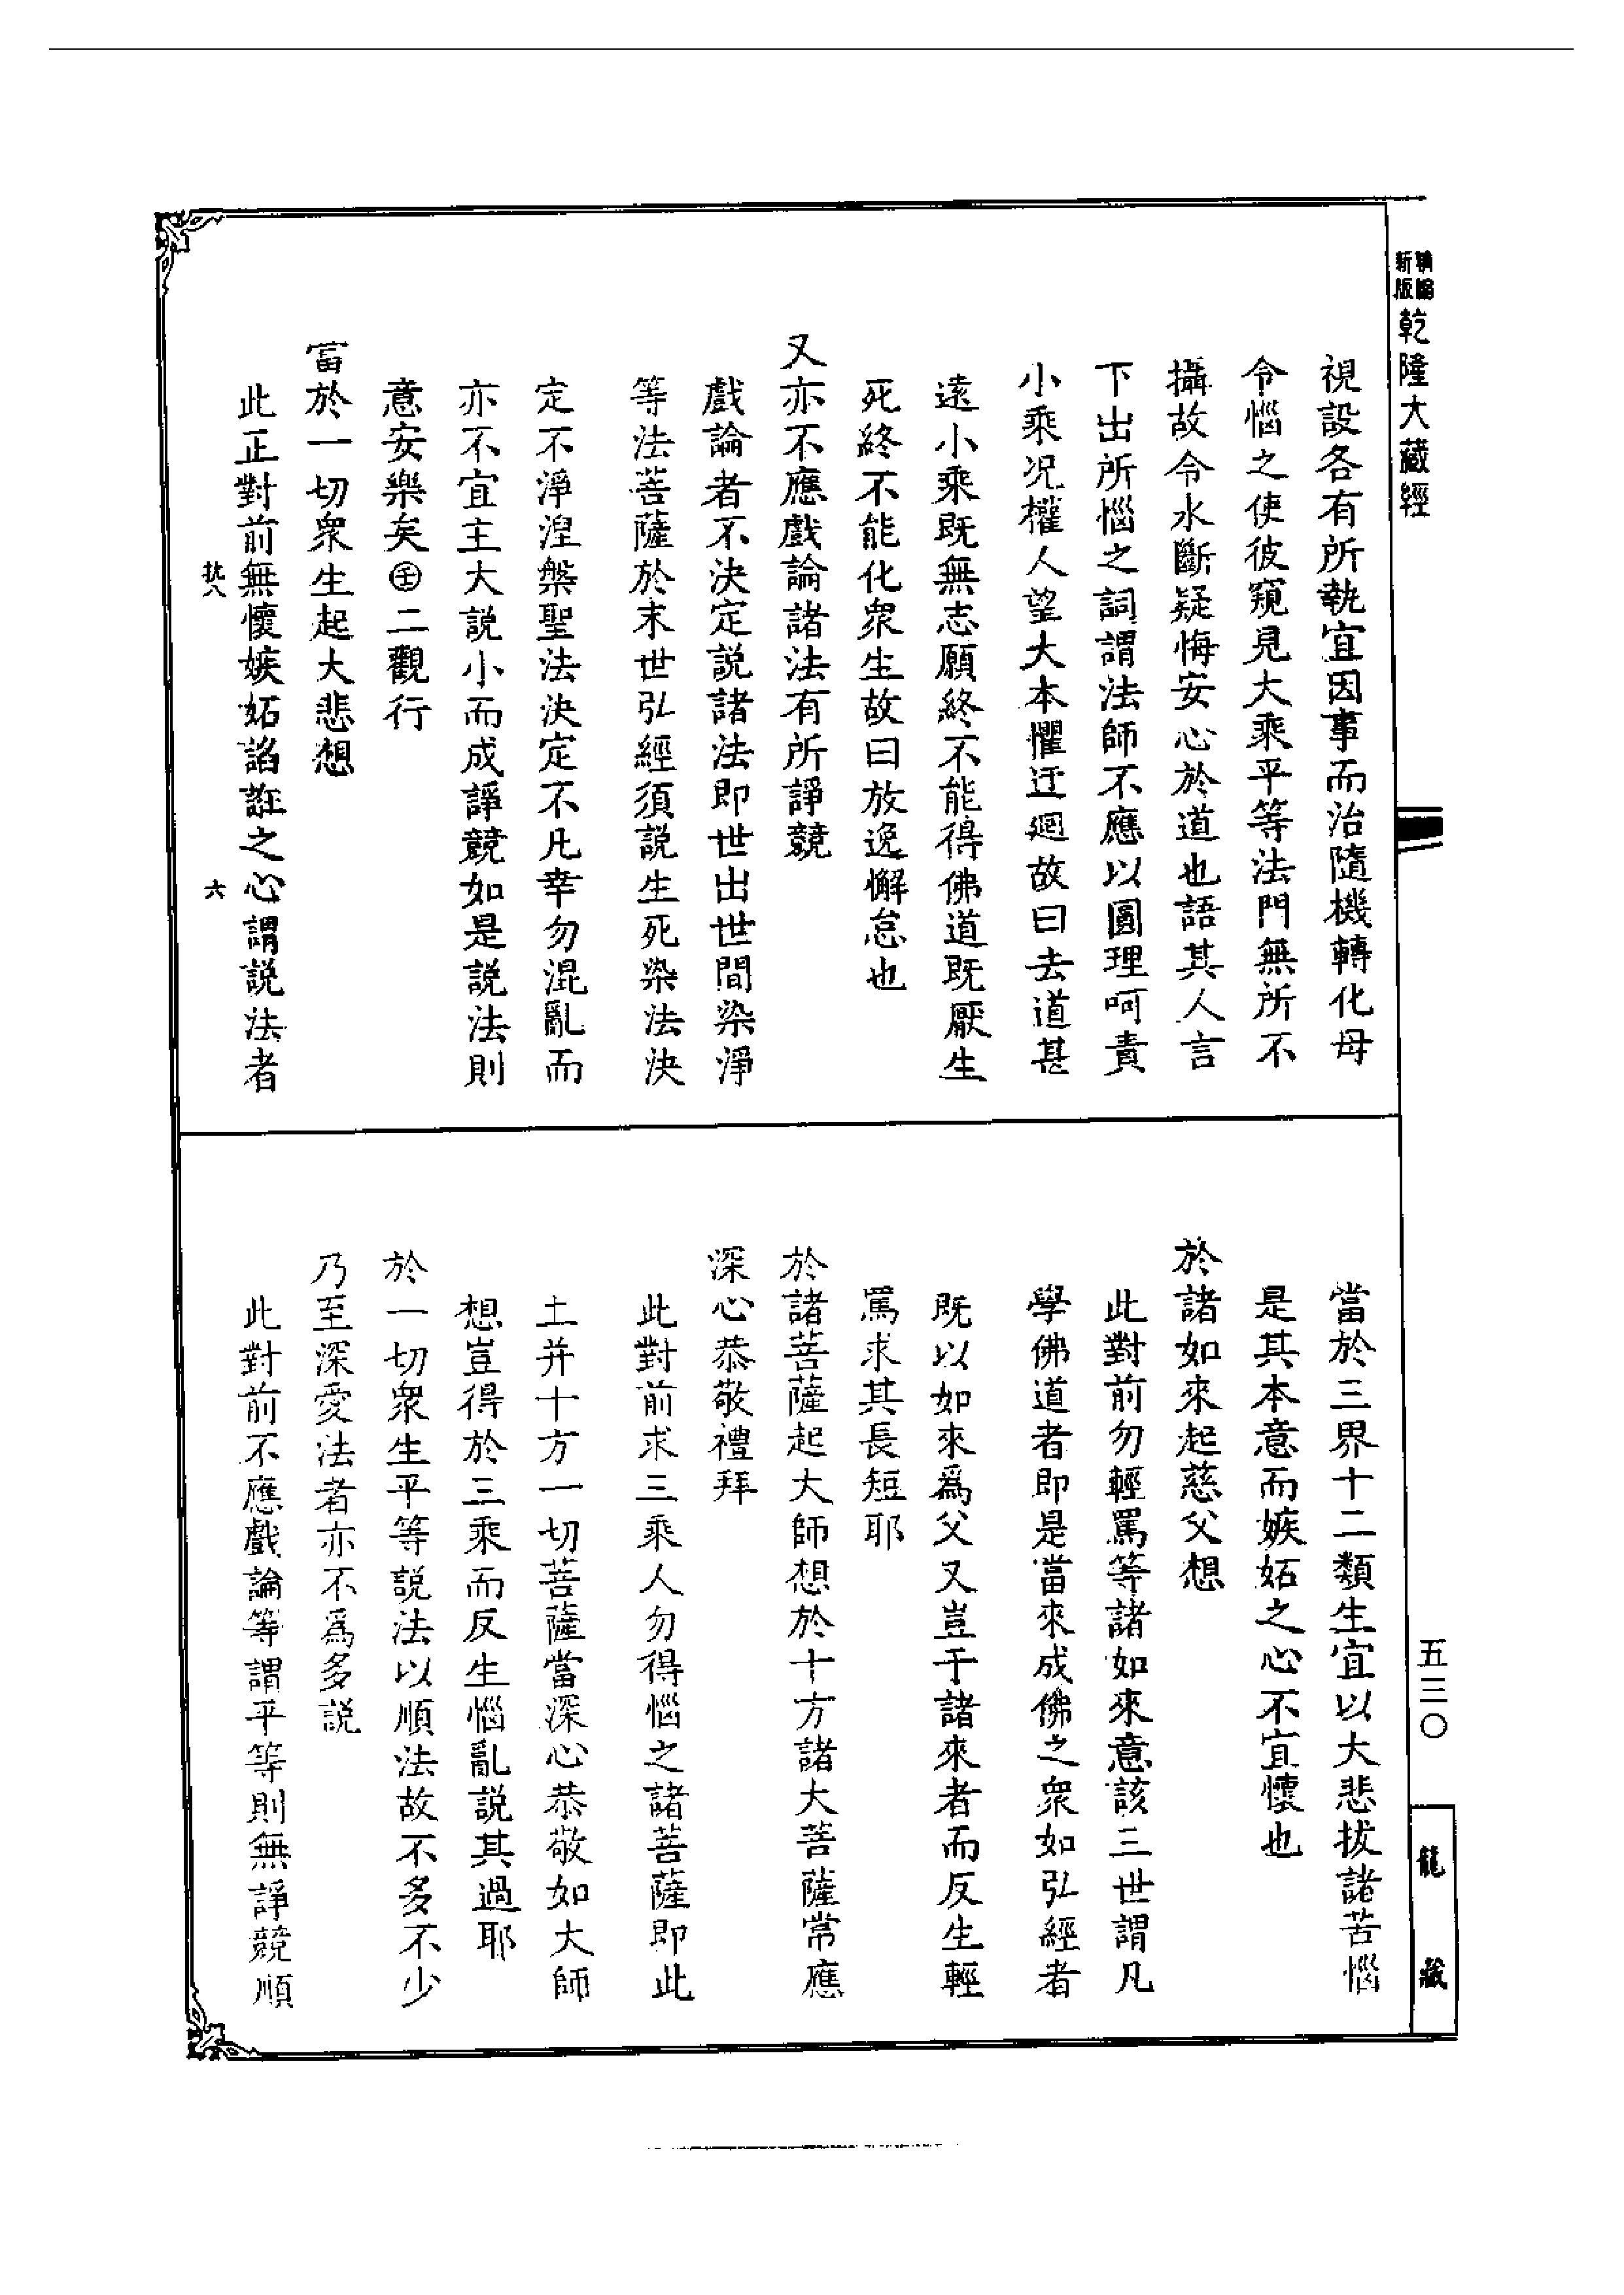 新版
精編
乾隆大藏經
視設各有所執宜因事而治隨機轉化毋
令惱之使彼窺見大乘平等法門無所不
攝故令永斷疑悔安心於道也語其人言
下出所惱之詞謂法師不應以圓理呵責
小乘況權人望大本懼迂迴故曰去道甚
遠小乘既無志願終不能得佛道既厭生
死終不能化眾生故曰放逸懈怠也
又亦不應戲論諸法有所諍競
戲論者不決定說諸法即世出世間染淨
等法菩薩於末世弘經須說生死染法決
定不淨湼槃聖法決定不凡幸勿混亂而
亦不宜主大說小而成諍競如是說法則
意安樂矣㊅二觀行
當於一切眾生起大悲想
此正對前無懷嫉妬諂誑之心謂說法者
執八
六
當於三界十二類生宜以大悲拔諸苦惱
是其本意而嫉妬之心不宜懷也
於諸如來起慈父想
此對前勿輕罵等諸如來意該三世謂凡
學佛道者即是當來成佛之眾如弘經者
既以如來爲父又豈于諸來者而反生輕
罵求其長短耶
於諸菩薩起大師想於十方諸大菩薩常應
深心恭敬禮拜
此對前求三乘人勿得惱之諸菩薩即此
土并十方一切菩薩當深心恭敬如大師
想豈得於三乘而反生惱亂說其過耶
於一切眾生平等說法以順法故不多不少
乃至深愛法者亦不爲多說
此對前不應戲論等謂平等則無諍競順
五三〇
龍藏